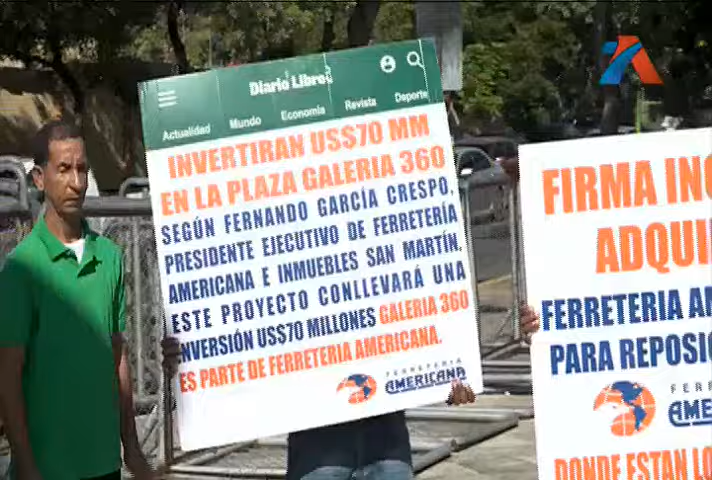 Diario Libre
Actualidad Mundo Economía Revista Deporte
INVERTIRAN US$70 MM
EN LA PLAZA GALERIA 360
SEGÚN FERNANDO GARCÍA CRESPO,
PRESIDENTE EJECUTIVO DE FERRETERÍA
AMERICANA E INMUEBLES SAN MARTÍN.
ESTE PROYECTO CONLLEVARÁ UNA
INVERSIÓN US$70 MILLONES GALERIA 360
ES PARTE DE FERRETERIA AMERICANA.
FERRETERIA
AMERICANA
FIRMA
ADQUI
FERRETERIA AM
PARA REPOSI
FERRE
AME
DONDE ESTAN LO